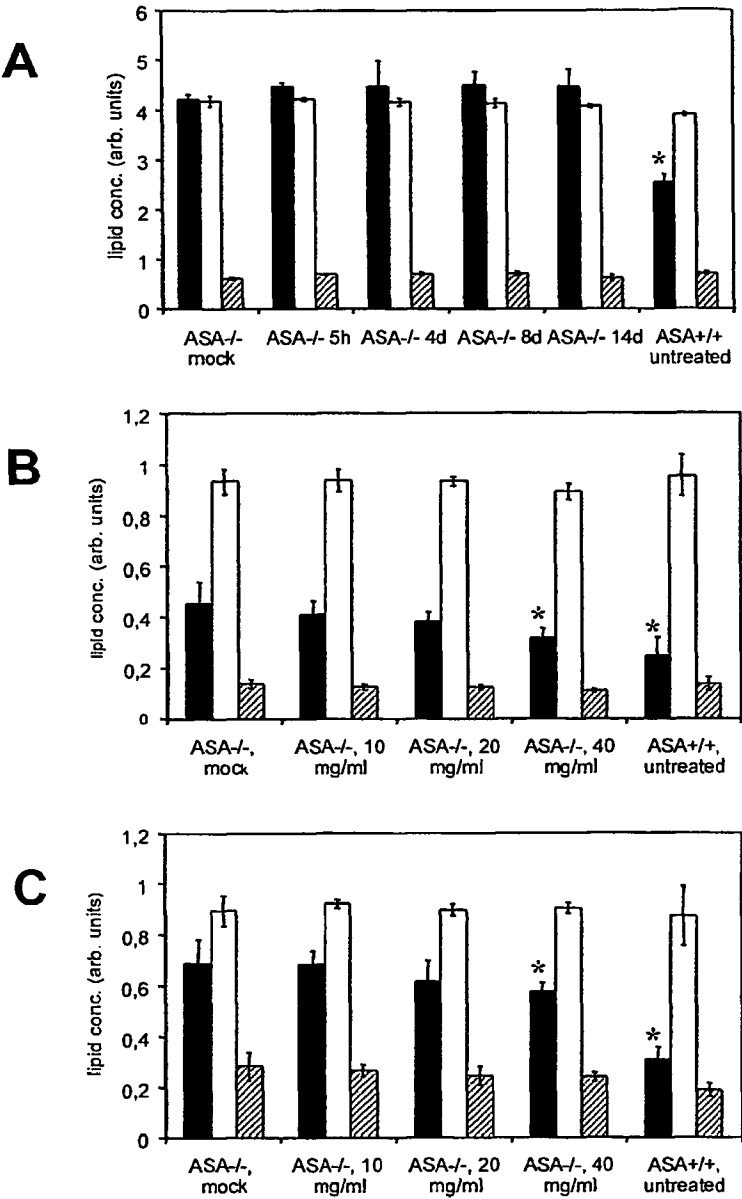 A
lipid conc. (arb. units)
6
5
4
3
2
1
0
*
ASA-/- mock
ASA-/- 5h
ASA-/- 4d
ASA-/- 8d
ASA-/- 14d
ASA+/+ untreated
B
lipid conc. (arb. units)
1,2
1
0,8
0,6
0,4
0,2
0
*
*
ASA-/-, mock
ASA-/-, 10 mg/ml
ASA-/-, 20 mg/ml
ASA-/-, 40 mg/ml
ASA+/+, untreated
C
lipid conc. (arb. units)
1,2
1
0,8
0,6
0,4
0,2
0
*
*
ASA-/-, mock
ASA-/-, 10 mg/ml
ASA-/-, 20 mg/ml
ASA-/-, 40 mg/ml
ASA+/+, untreated